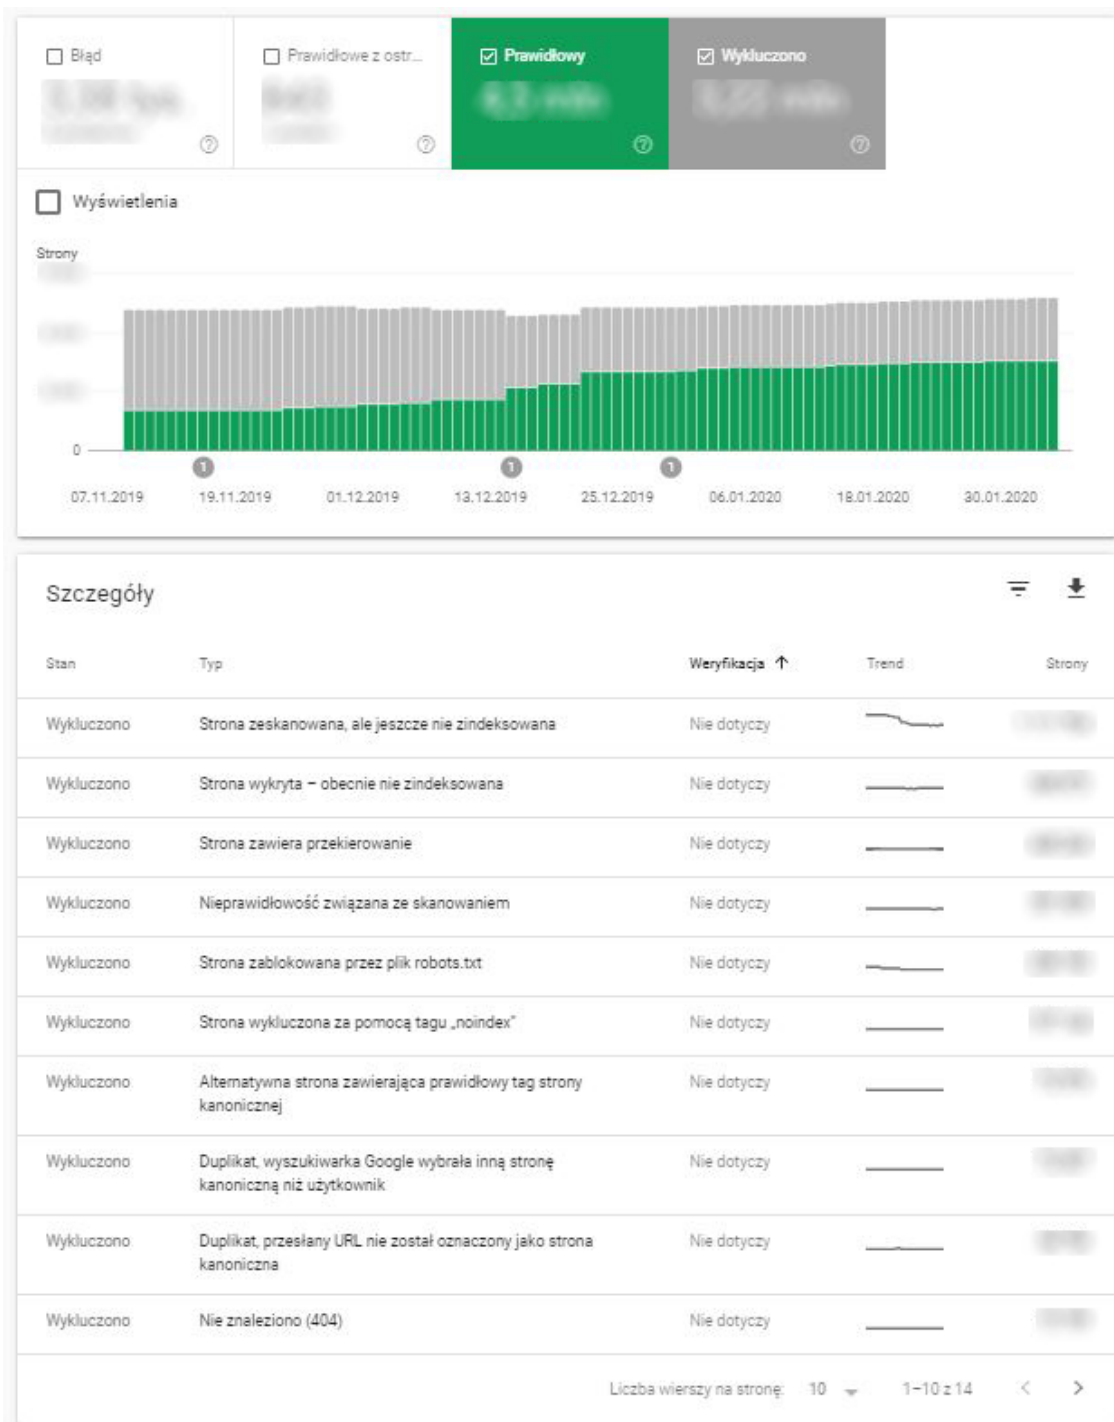 Błąd
Prawidłowe z ostr...
Prawidłowy
Wykluczono
Wyświetlenia
Strony
0
1 1 1
07.11.2019 19.11.2019 01.12.2019 13.12.2019 25.12.2019 06.01.2020 18.01.2020 30.01.2020
Szczegóły
Stan Typ Weryfikacja ↑ Trend Strony
Wykluczono Strona zeskanowana, ale jeszcze nie zindeksowana Nie dotyczy
Wykluczono Strona wykryta – obecnie nie zindeksowana Nie dotyczy
Wykluczono Strona zawiera przekierowanie Nie dotyczy
Wykluczono Nieprawidłowość związana ze skanowaniem Nie dotyczy
Wykluczono Strona zablokowana przez plik robots.txt Nie dotyczy
Wykluczono Strona wykluczona za pomocą tagu „noindex" Nie dotyczy
Wykluczono Alternatywna strona zawierająca prawidłowy tag strony Nie dotyczy
kanonicznej
Wykluczono Duplikat, wyszukiwarka Google wybrała inną stronę Nie dotyczy
kanoniczną niż użytkownik
Wykluczono Duplikat, przesłany URL nie został oznaczony jako strona Nie dotyczy
kanoniczna
Wykluczono Nie znaleziono (404) Nie dotyczy
Liczba wierszy na stronę: 10 1–10 z 14